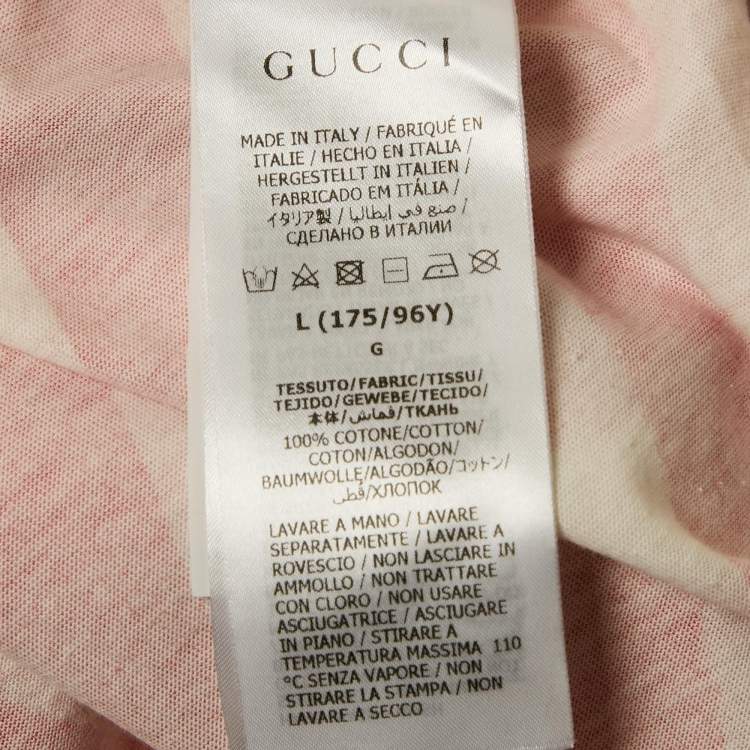 GUCCI
MADE IN ITALY / FABRIQUÉ EN
ITALIE / HECHO EN ITALIA /
HERGESTELLT IN ITALIEN /
FABRICADO EM ITÁLIA /
イタリア製 / صنع في ايطاليا /
СДЕЛАНО В ИТАЛИИ
L (175/96Y)
G
TESSUTO/FABRIC/TISSU/
TEJIDO/GEWEBE/TECIDO/
本体/قماش/ТКАНЬ
100% COTONE/COTTON/
COTON/ALGODON/
BAUMWOLLE/ALGODÃO/コットン/
قطن/ХЛОПОК
LAVARE A MANO / LAVARE
SEPARATAMENTE / LAVARE A
ROVESCIO / NON LASCIARE IN
AMMOLLO / NON TRATTARE
CON CLORO / NON USARE
ASCIUGATRICE / ASCIUGARE
IN PIANO / STIRARE A
TEMPERATURA MASSIMA 110
°C SENZA VAPORE / NON
STIRARE LA STAMPA / NON
LAVARE A SECCO